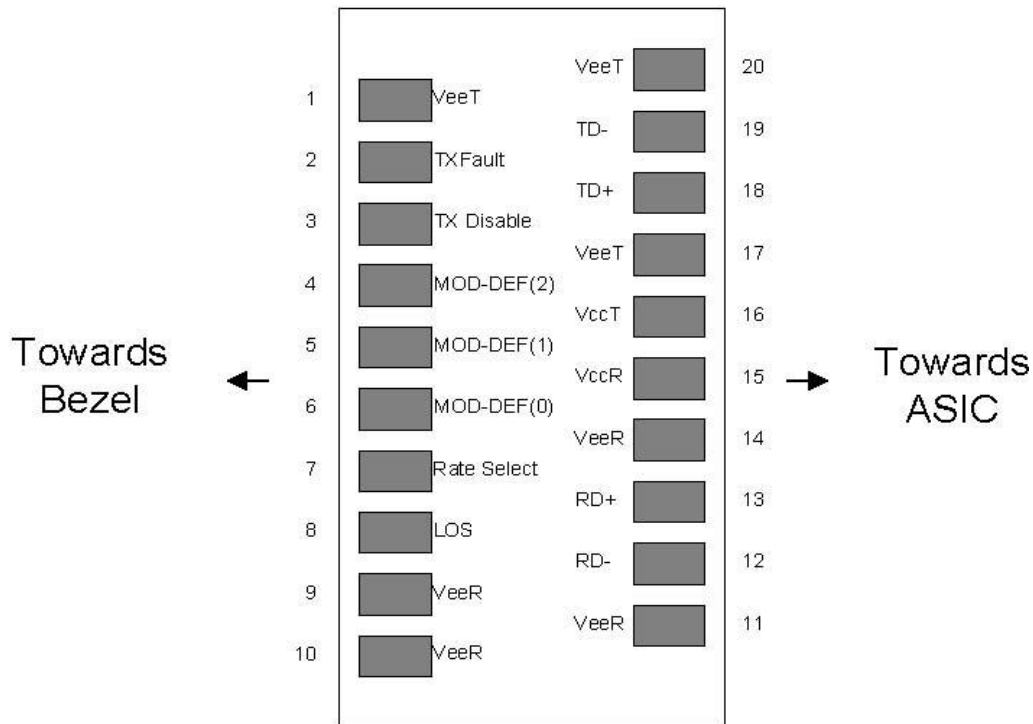 Towards
Bezel
1 VeeT
2 TXFault
3 TX Disable
4 MOD-DEF(2)
5 MOD-DEF(1)
6 MOD-DEF(0)
7 Rate Select
8 LOS
9 VeeR
10 VeeR
VeeT 20
TD- 19
TD+ 18
VeeT 17
VccT 16
VccR 15
VeeR 14
RD+ 13
RD- 12
VeeR 11
Towards
ASIC